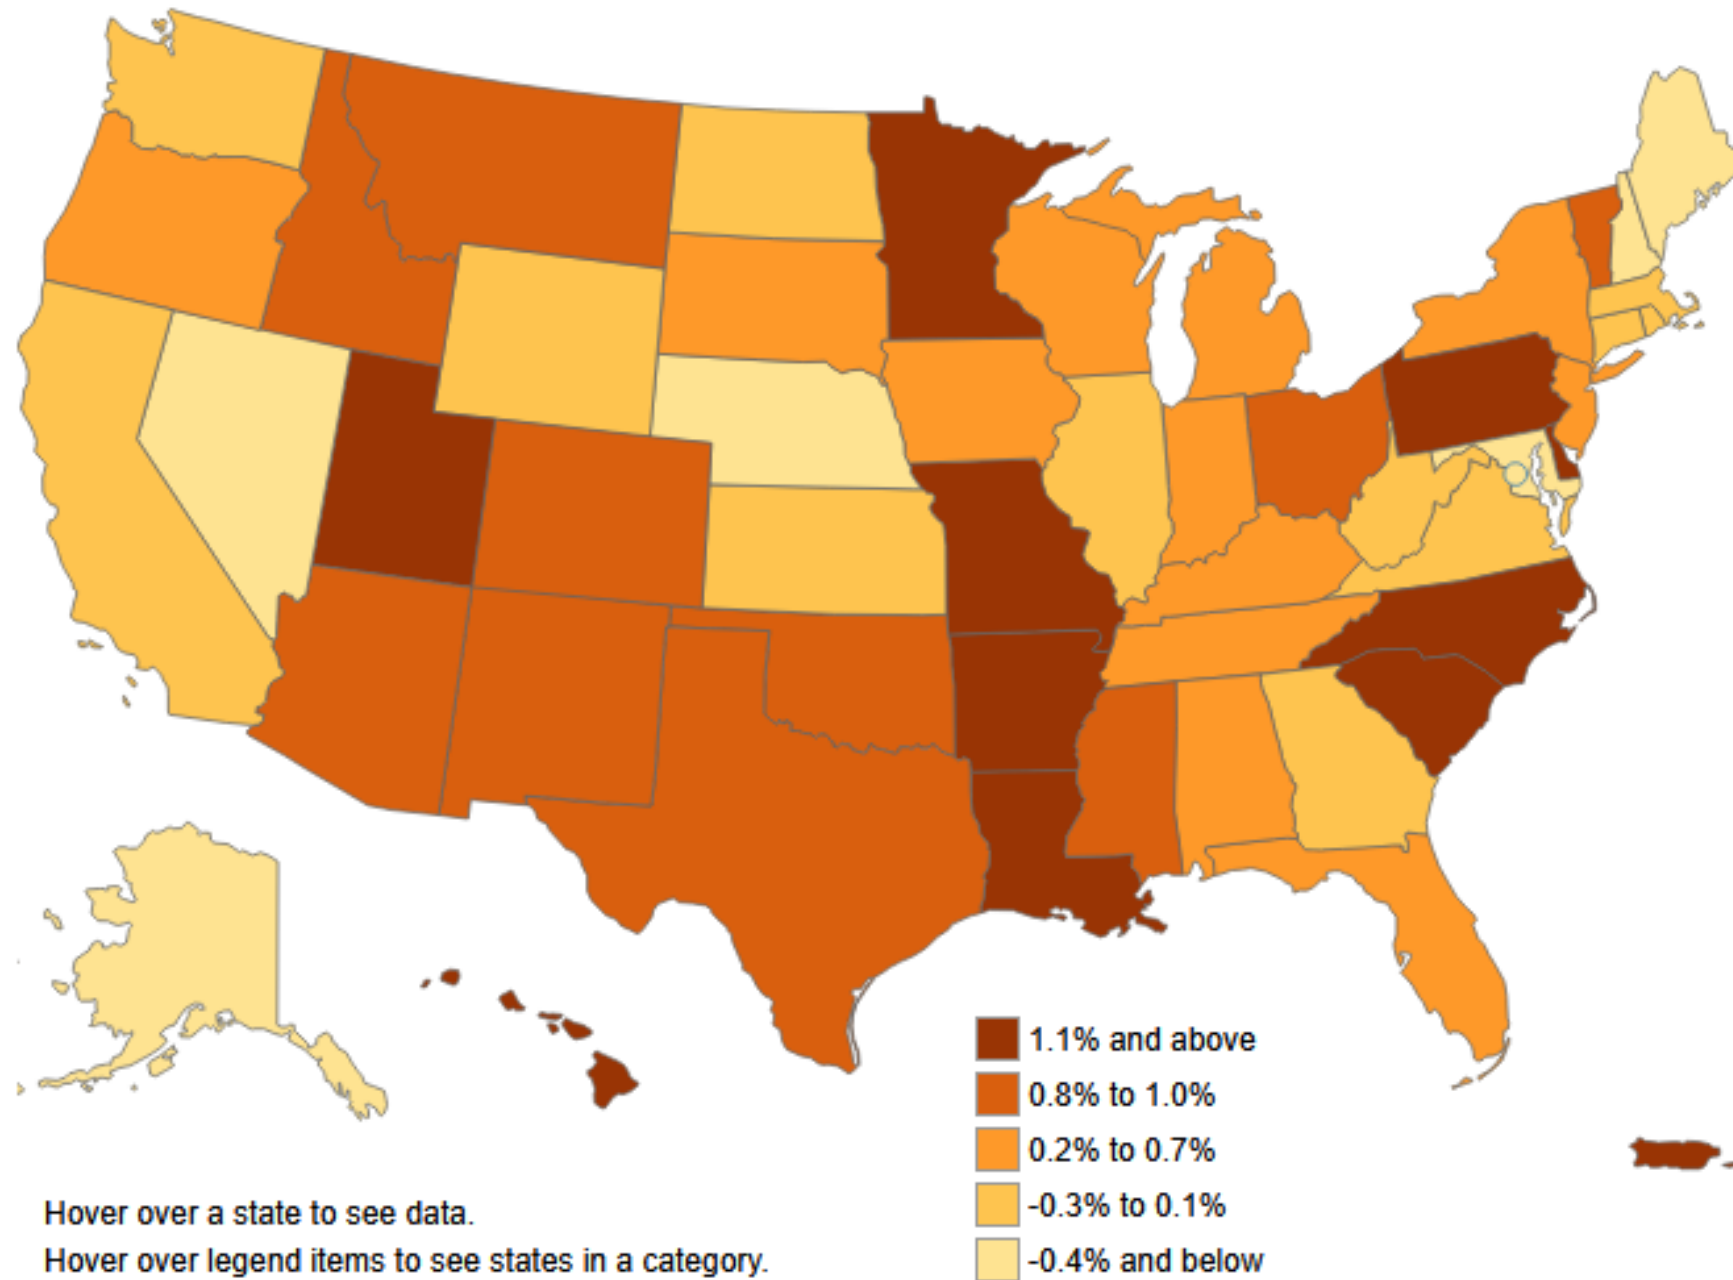 1.1% and above
0.8% to 1.0%
0.2% to 0.7%
-0.3% to 0.1%
-0.4% and below
Hover over a state to see data.
Hover over legend items to see states in a category.